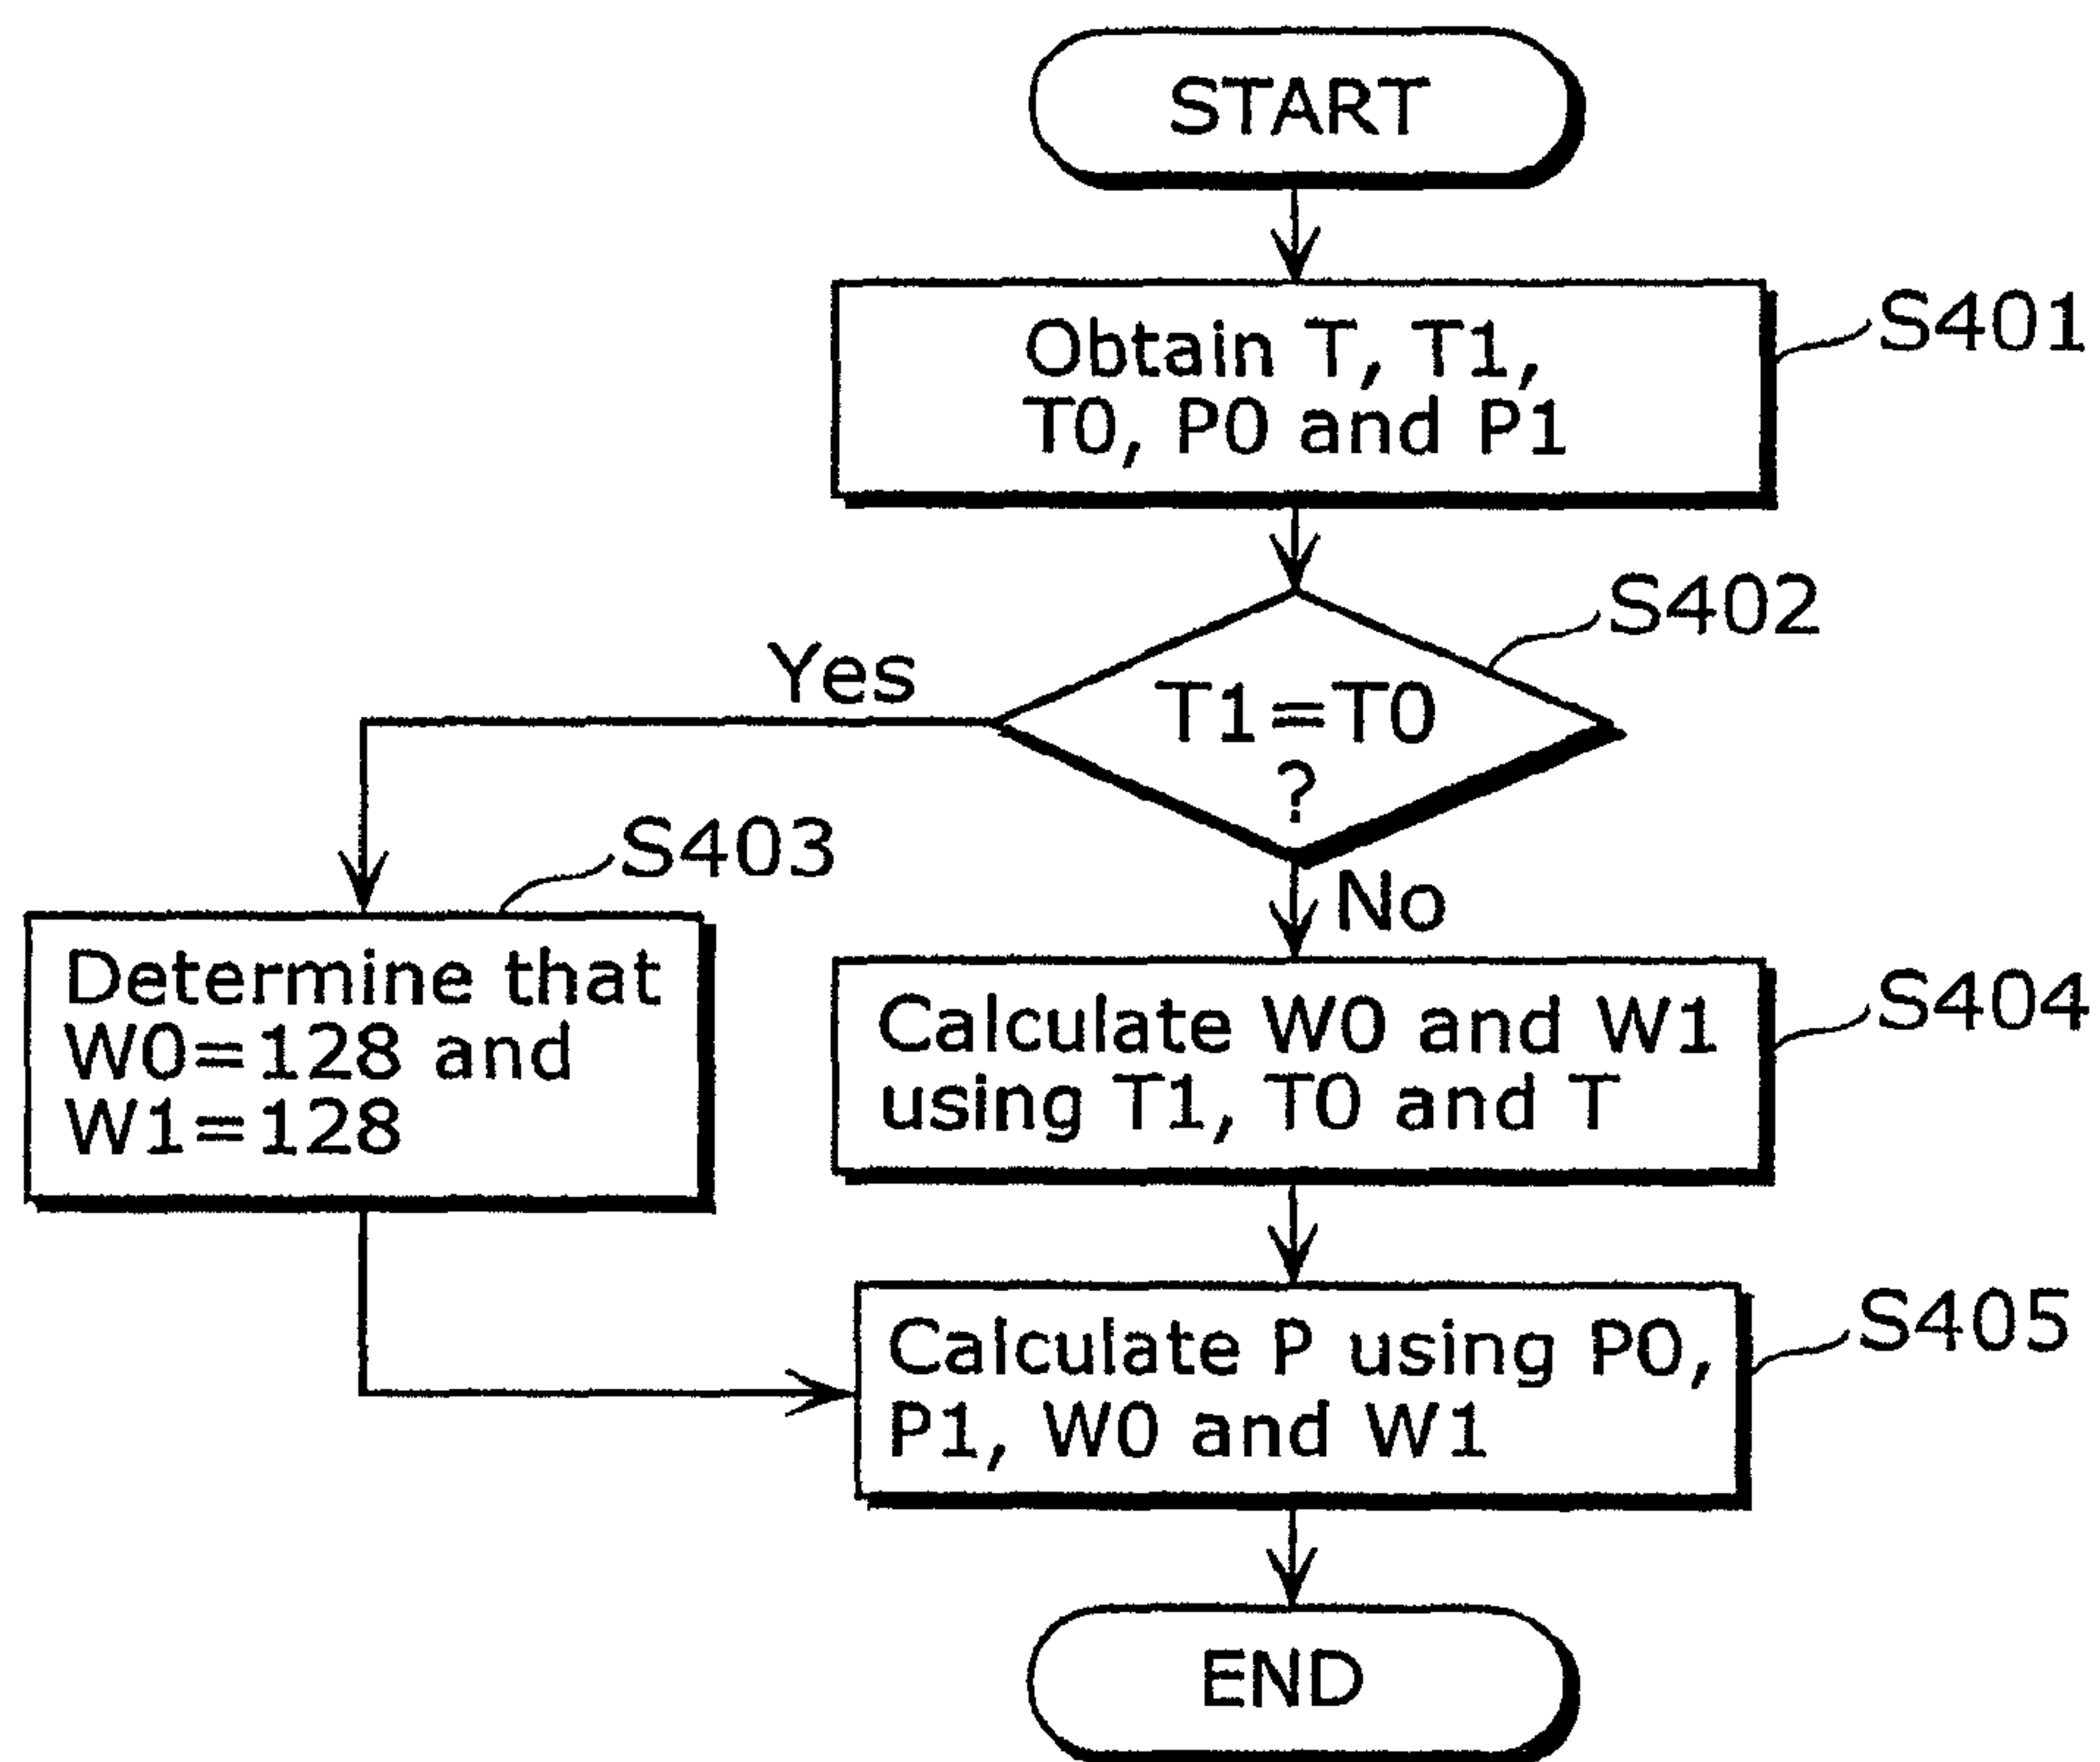 START
Obtain T, T1,
T0, P0 and P1
S401
S402
T1=T0
?
Yes
No
S403
Determine that
W0=128 and
W1=128
Calculate W0 and W1
using T1, T0 and T
S404
Calculate P using P0,
P1, W0 and W1
S405
END